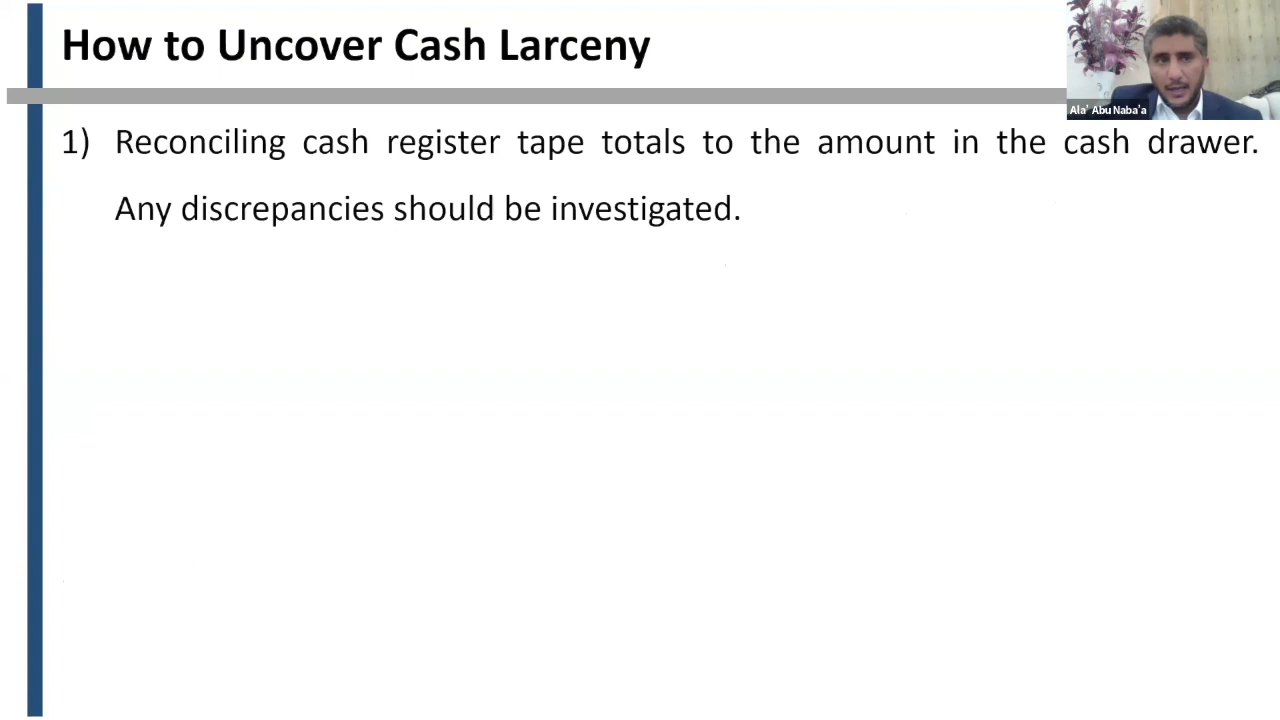 How to Uncover Cash Larceny
Ala' Abu Naba'a
1) Reconciling cash register tape totals to the amount in the cash drawer.
Any discrepancies should be investigated.